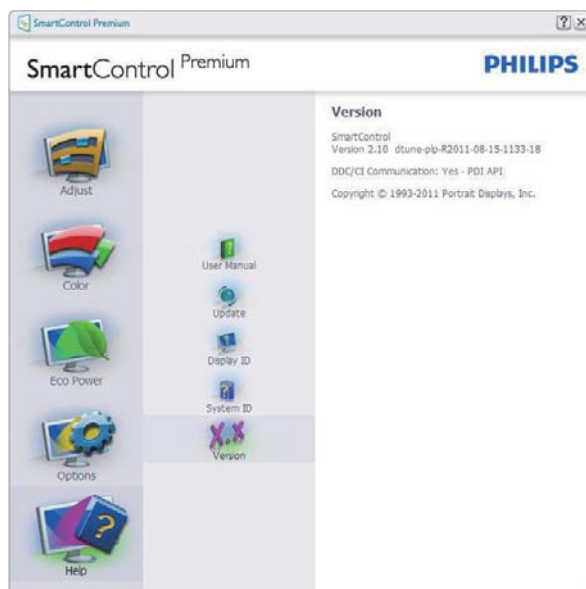 SmartControl Premium
SmartControl Premium
PHILIPS
Adjust
Color
Eco Power
Options
Help
User Manual
Update
Display ID
System ID
Version
Version
SmartControl
Version 2.10 dtune-plp-R2011-08-15-1133-18
DDC/CI Communication: Yes - PDI API
Copyright © 1993-2011 Portrait Displays, Inc.